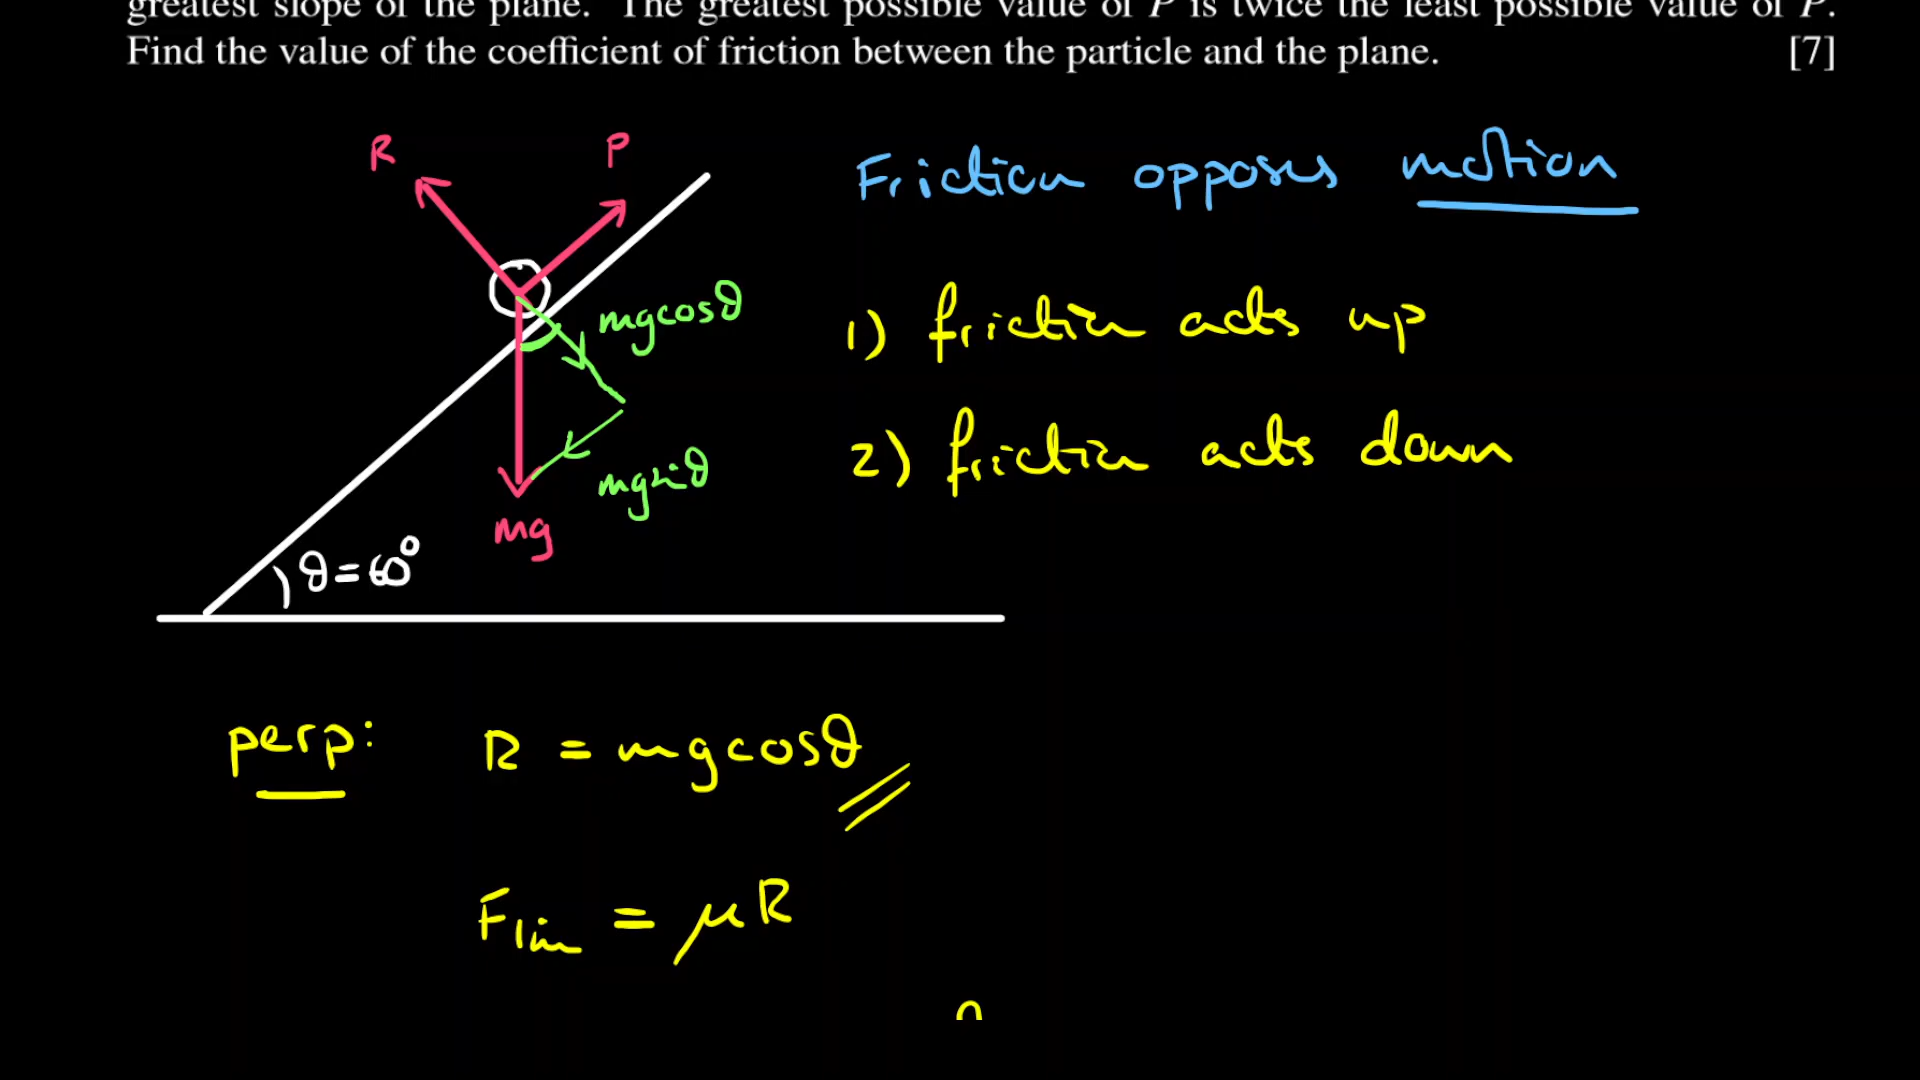 greatest slope of the plane. The greatest possible value of P is twice the least possible value of P.
Find the value of the coefficient of friction between the particle and the plane. [7]
R
P
Friction opposes motion
mgcosθ
1) friction acts up
2) friction acts down
mgsinθ
mg
θ=60°
perp: R = mgcosθ
Flim = μR